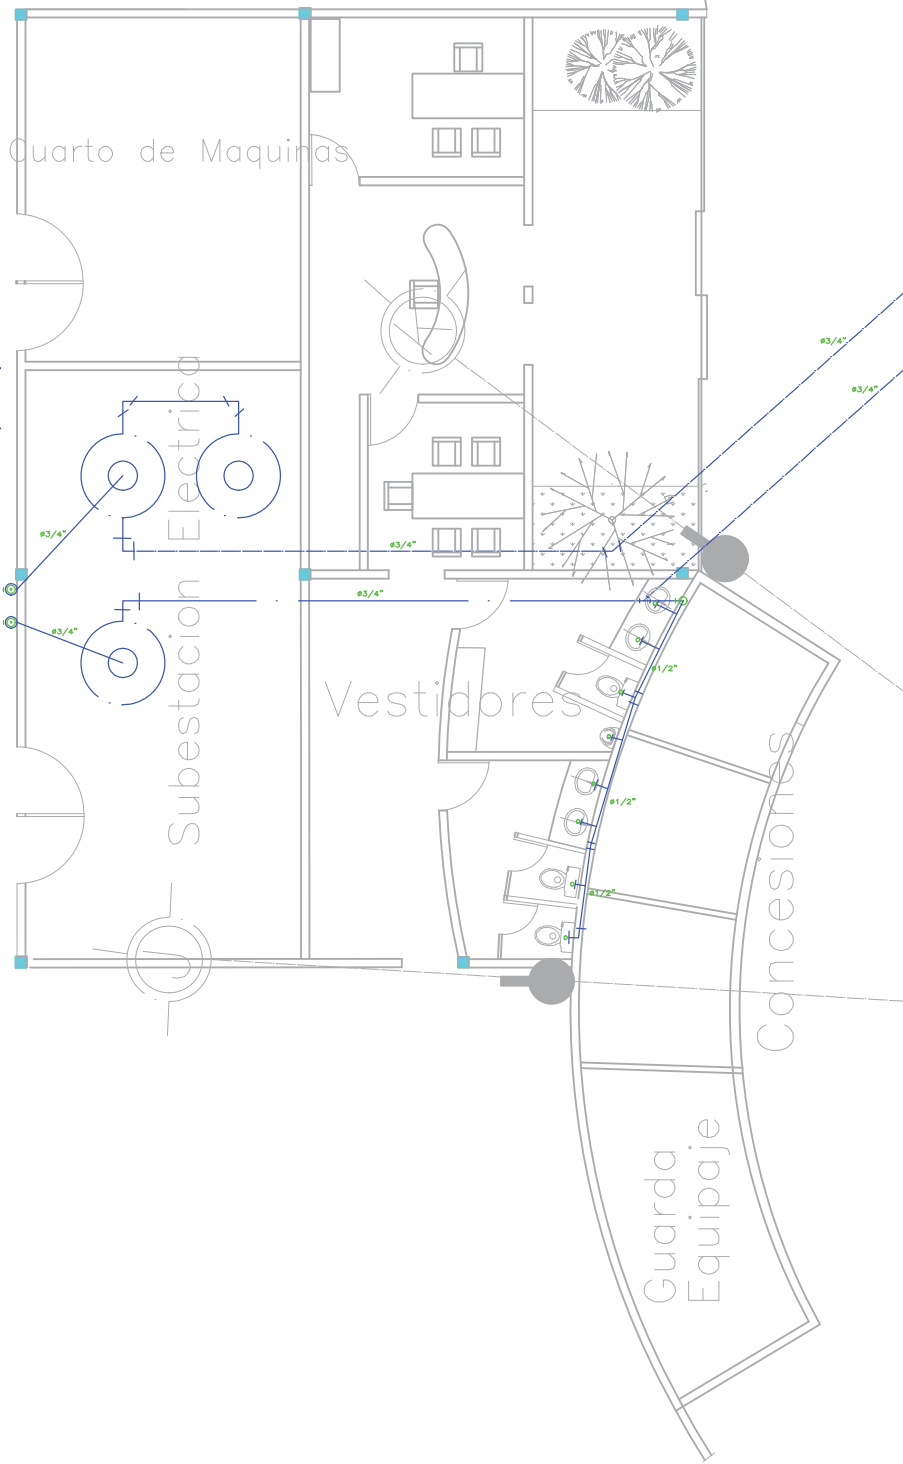 Cuarto de Maquinas
ø3/4"
ø3/4"
Subestacion Electrica
ø3/4"
ø3/4"
ø3/4"
ø3/4"
Vestidores
ø1/2"
ø1/2"
ø1/2"
Concesiones
Guarda
Equipaje